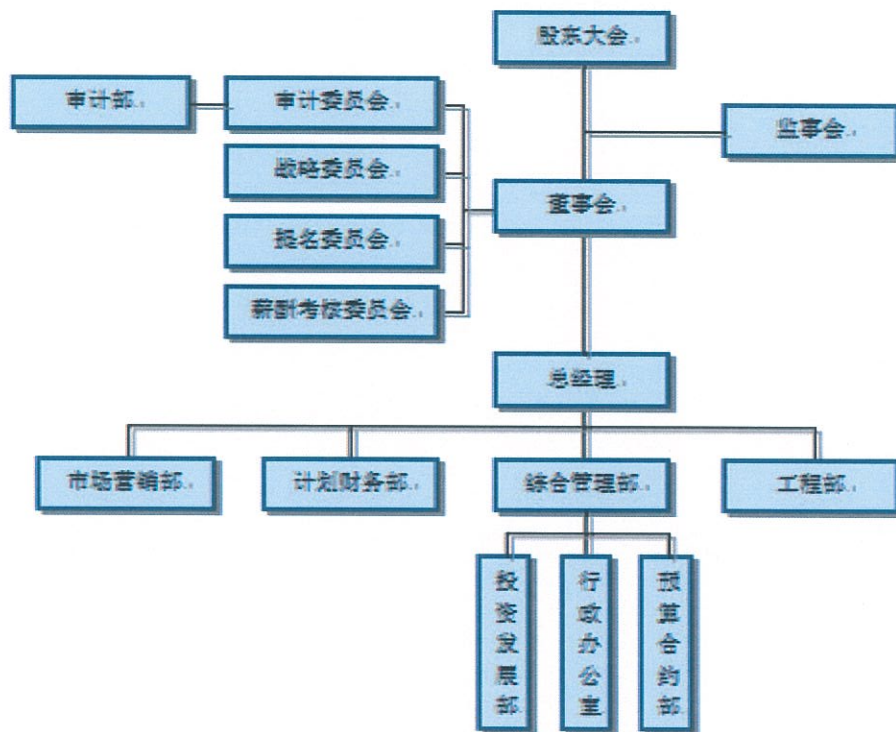 股东大会
审计部
审计委员会
监事会
战略委员会
董事会
提名委员会
薪酬考核委员会
总经理
市场营销部
计划财务部
综合管理部
工程部
投资发展部
行政办公室
预算合约部